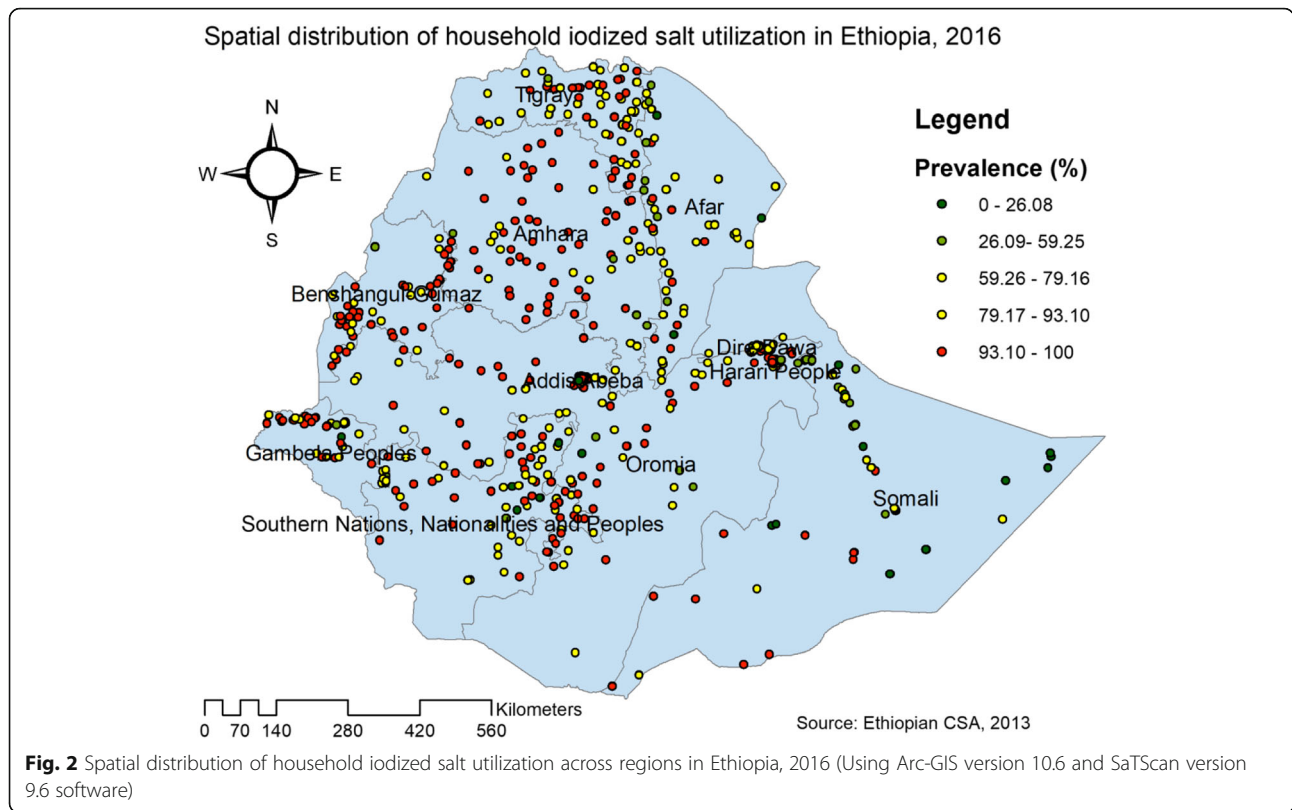 Spatial distribution of household iodized salt utilization in Ethiopia, 2016
N
W
E
S
Legend
Prevalence (%)
0 - 26.08
26.09- 59.25
59.26 - 79.16
79.17 - 93.10
93.10 - 100
Tigray
Afar
Amhara
Benshangul-Gumaz
Dire Dawa
Harari People
Addis Abeba
Gambela Peoples
Oromia
Somali
Southern Nations, Nationalities and Peoples
Kilometers
0 70 140 280 420 560
Source: Ethiopian CSA, 2013
Fig. 2 Spatial distribution of household iodized salt utilization across regions in Ethiopia, 2016 (Using Arc-GIS version 10.6 and SaTScan version
9.6 software)